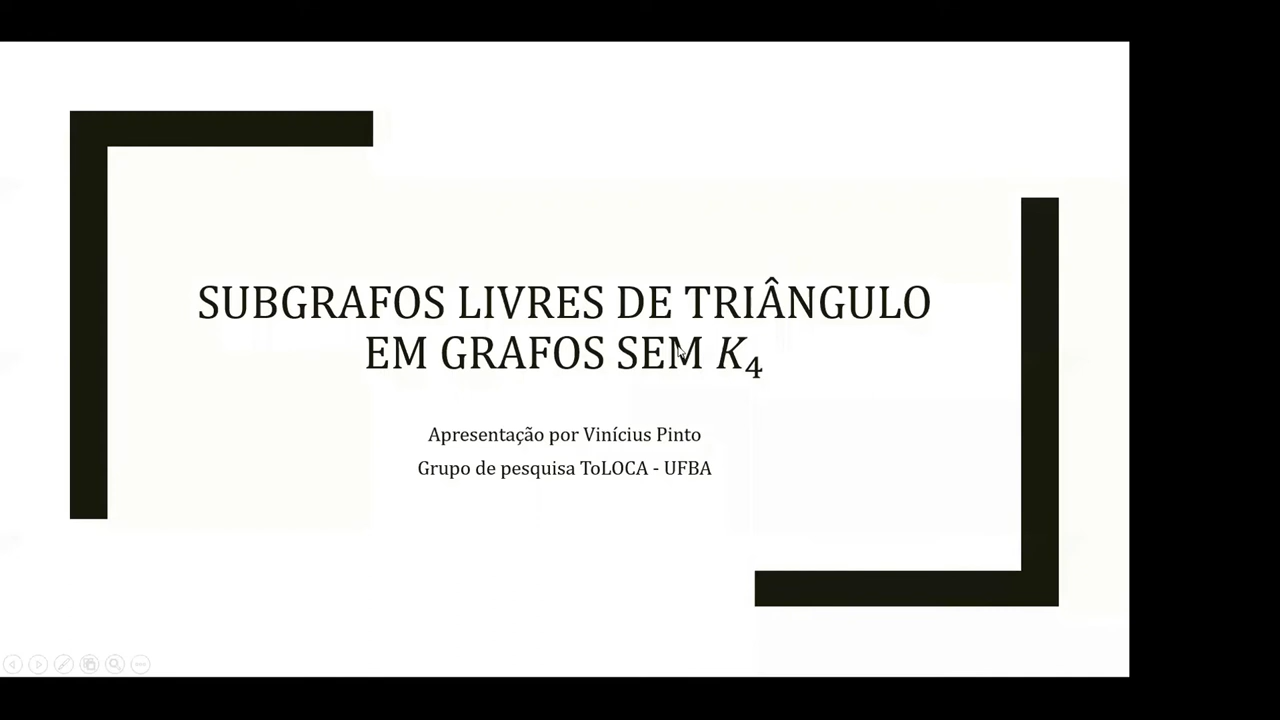 SUBGRAFOS LIVRES DE TRIÂNGULO
EM GRAFOS SEM K₄
Apresentação por Vinícius Pinto
Grupo de pesquisa ToLOCA - UFBA